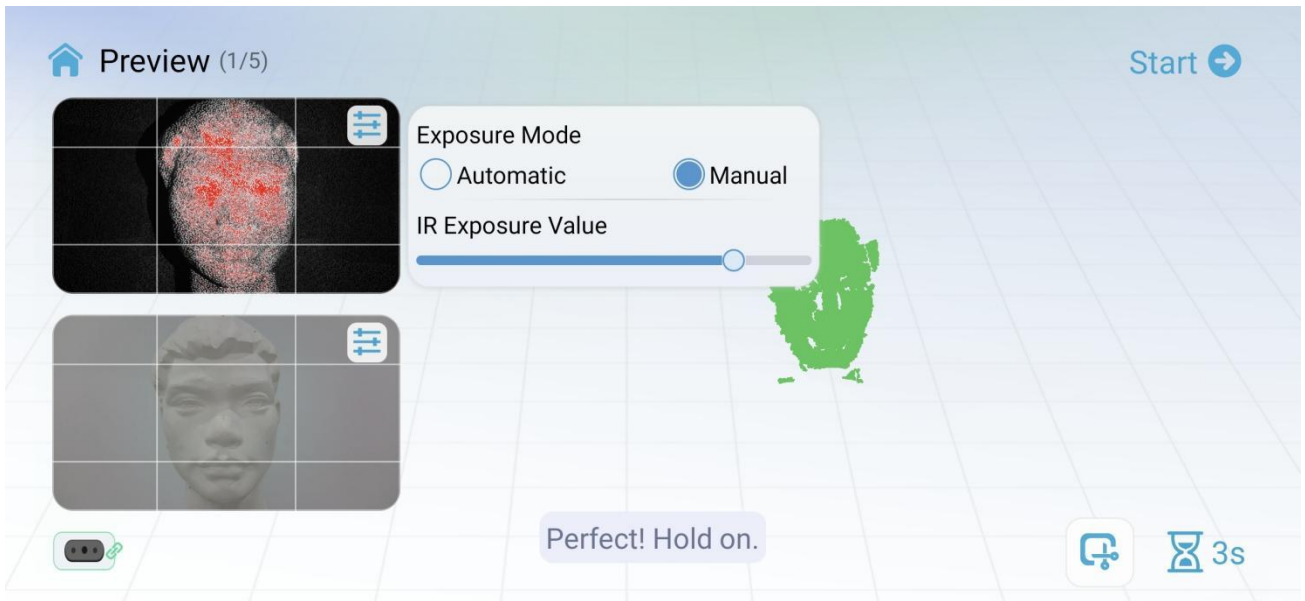 Preview (1/5)
Start
Exposure Mode
Automatic
Manual
IR Exposure Value
Perfect! Hold on.
3s